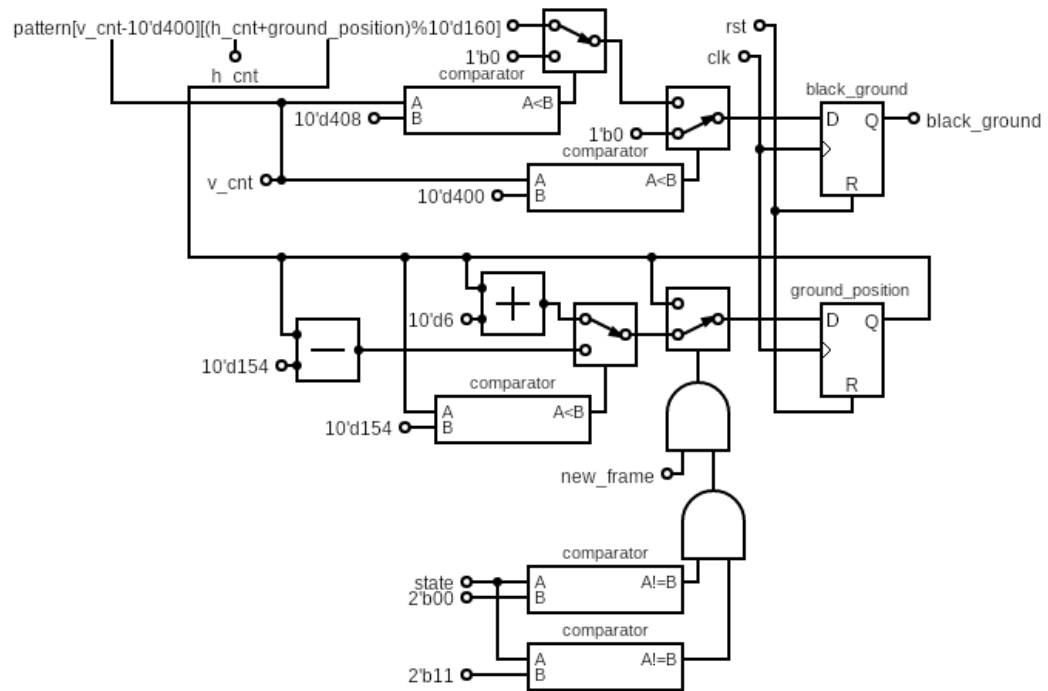 pattern[v_cnt-10'd400][(h_cnt+ground_position)%10'd160]
rst
1'b0
clk
h_cnt
comparator
A
B
A<B
10'd408
black_ground
D
Q
R
black_ground
1'b0
comparator
v_cnt
A
B
A<B
10'd400
ground_position
D
Q
R
10'd6
10'd154
comparator
A
B
A<B
10'd154
new_frame
comparator
state
A
B
A!=B
2'b00
comparator
A
B
A!=B
2'b11